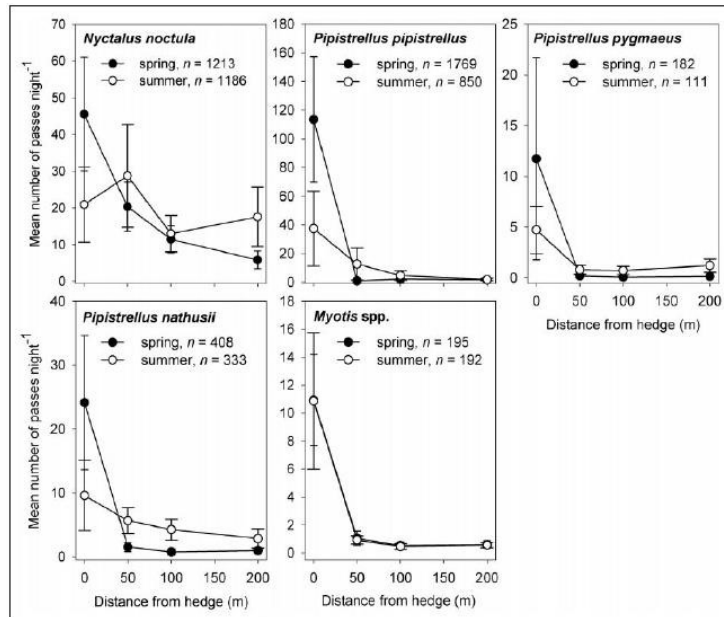 Nyctalus noctula
spring, n = 1213
summer, n = 1186
Mean number of passes night⁻¹
70
60
50
40
30
20
10
0
Pipistrellus pipistrellus
spring, n = 1769
summer, n = 850
180
160
140
120
100
80
60
40
20
0
Pipistrellus pygmaeus
spring, n = 182
summer, n = 111
25
20
15
10
5
0
0 50 100 200
Distance from hedge (m)
Pipistrellus nathusii
spring, n = 408
summer, n = 333
Mean number of passes night⁻¹
40
30
20
10
0
0 50 100 200
Distance from hedge (m)
Myotis spp.
spring, n = 195
summer, n = 192
18
16
14
12
10
8
6
4
2
0
0 50 100 200
Distance from hedge (m)